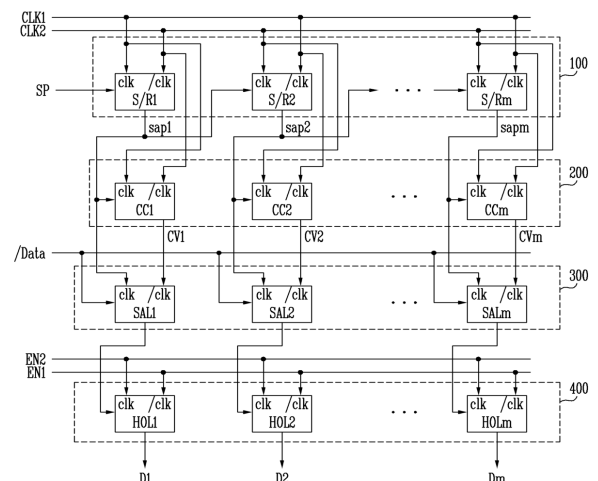 CLK1
CLK2
100
clk /clk clk /clk clk /clk
SP
S/R1 S/R2 · · · S/Rm
sap1 sap2 sapm
200
clk /clk clk /clk clk /clk
CC1 CC2 · · · CCm
CV1 CV2 CVm
/Data
300
clk /clk clk /clk clk /clk
SAL1 SAL2 · · · SALm
EN2
EN1
400
clk /clk clk /clk clk /clk
HOL1 HOL2 · · · HOLm
D1 D2 Dm